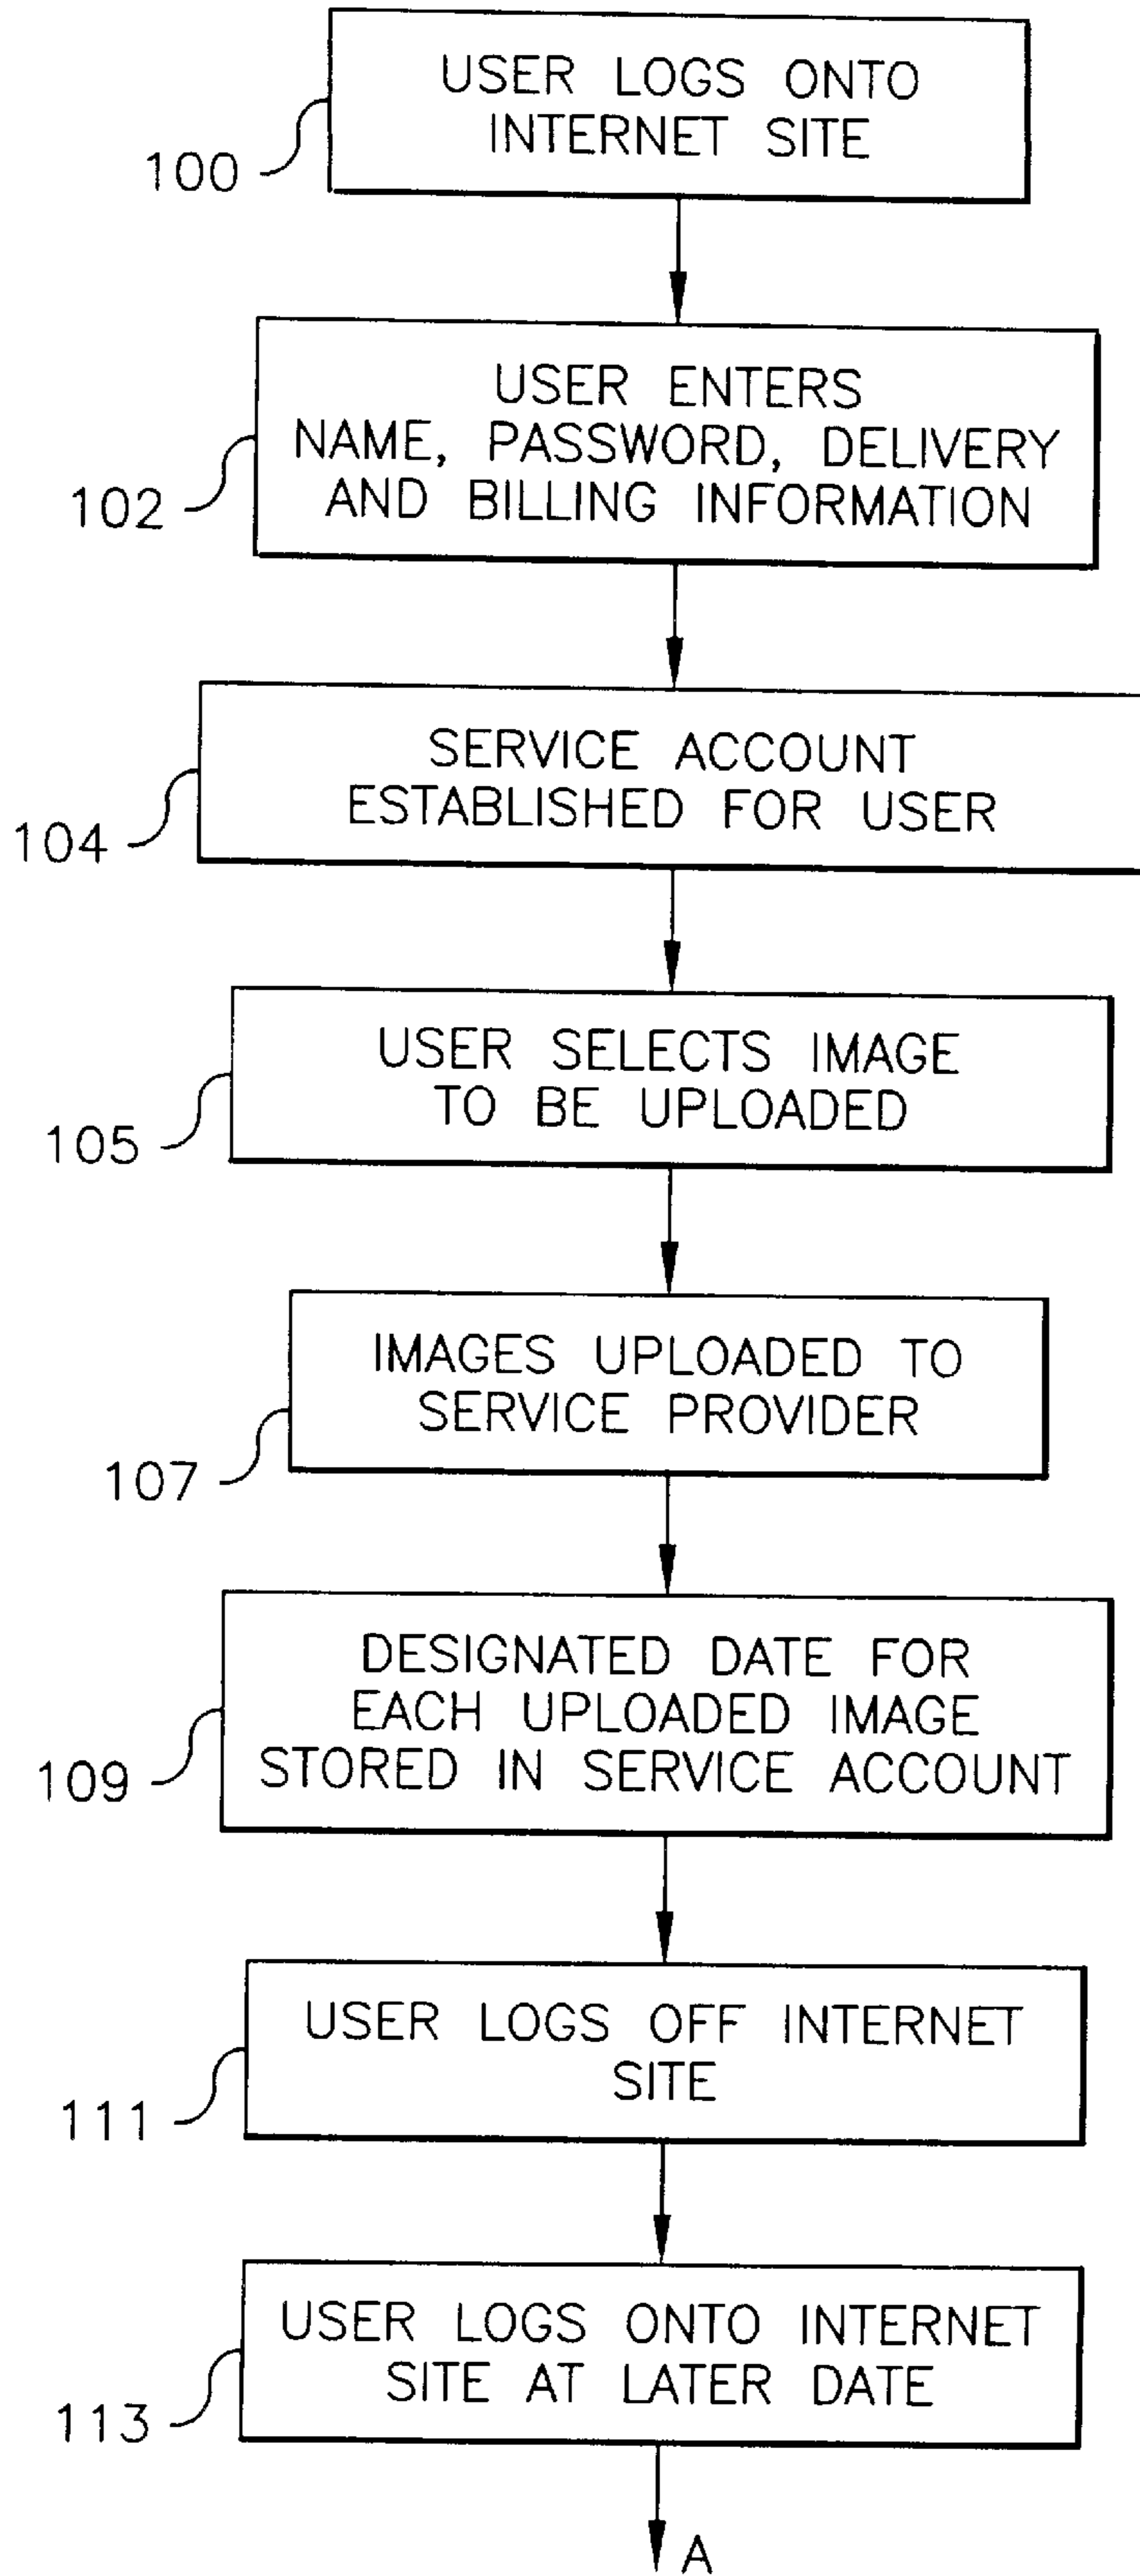 USER LOGS ONTO
INTERNET SITE
100
USER ENTERS
NAME, PASSWORD, DELIVERY
AND BILLING INFORMATION
102
SERVICE ACCOUNT
ESTABLISHED FOR USER
104
USER SELECTS IMAGE
TO BE UPLOADED
105
IMAGES UPLOADED TO
SERVICE PROVIDER
107
DESIGNATED DATE FOR
EACH UPLOADED IMAGE
STORED IN SERVICE ACCOUNT
109
USER LOGS OFF INTERNET
SITE
111
USER LOGS ONTO INTERNET
SITE AT LATER DATE
113
A